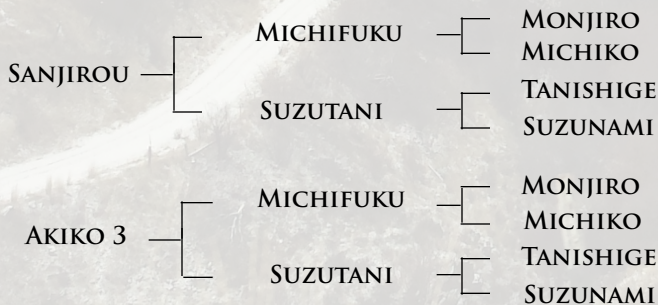 Monjiro
Michifuku
Michiko
Sanjirou
Tanishige
Suzutani
Suzunami
Monjiro
Michifuku
Michiko
Akiko 3
Tanishige
Suzutani
Suzunami